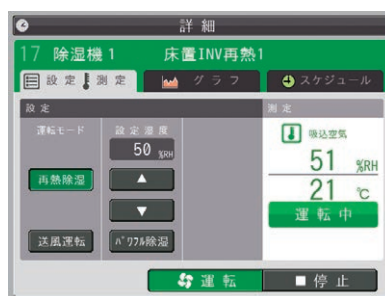 詳細
17 除湿機1 床置INV再熱1
設定 測定 グラフ スケジュール
設定 測定
運転モード 設定湿度 吸込空気
50 %RH
51 %RH
再熱除湿 ▲
21 ℃
▼ 運転中
送風運転 パワフル除湿
運転 ■停止